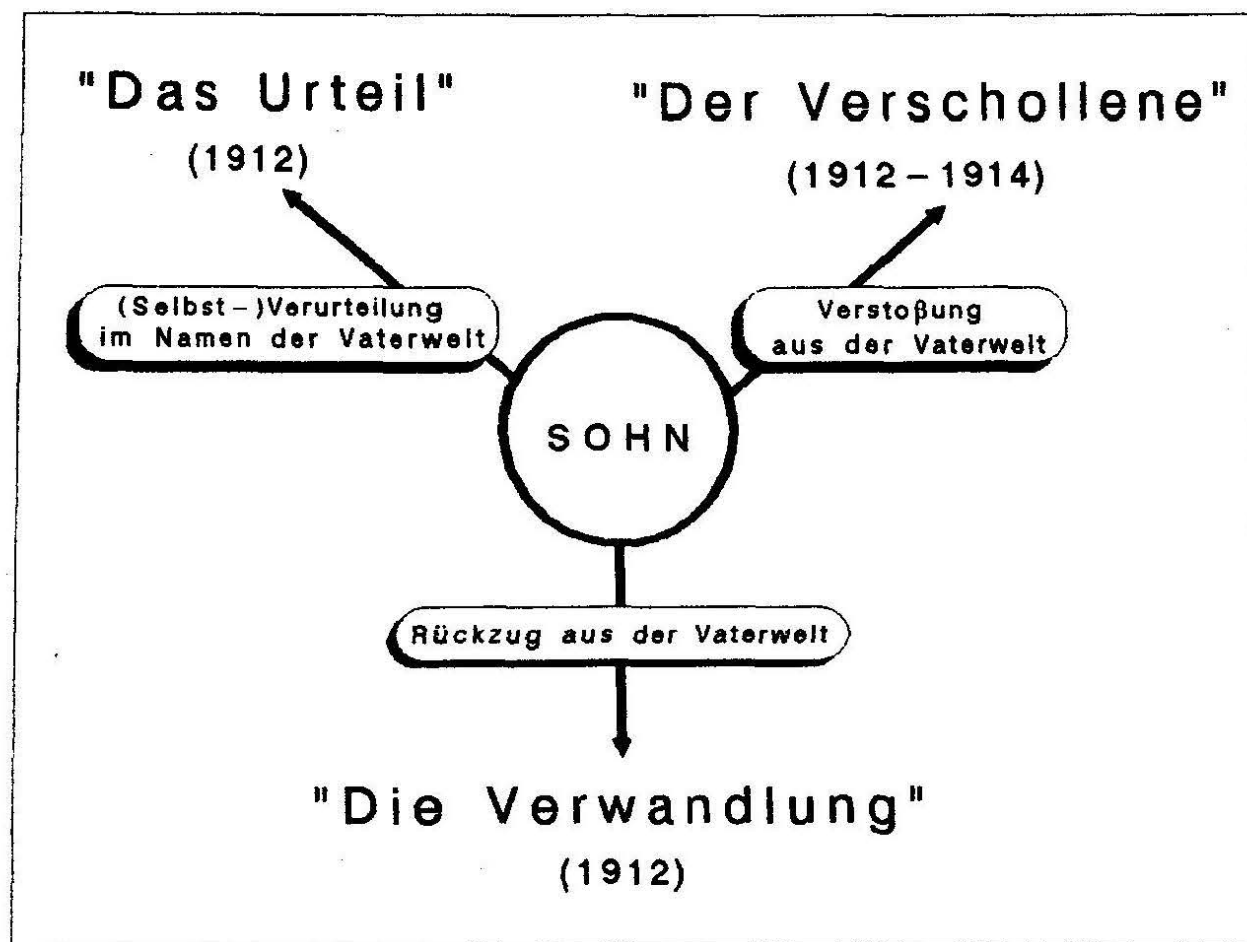 "Das Urteil"
(1912)
"Der Verschollene"
(1912-1914)
(Selbst-)Verurteilung
im Namen der Vaterwelt
Verstoßung
aus der Vaterwelt
SOHN
Rückzug aus der Vaterwelt
"Die Verwandlung"
(1912)